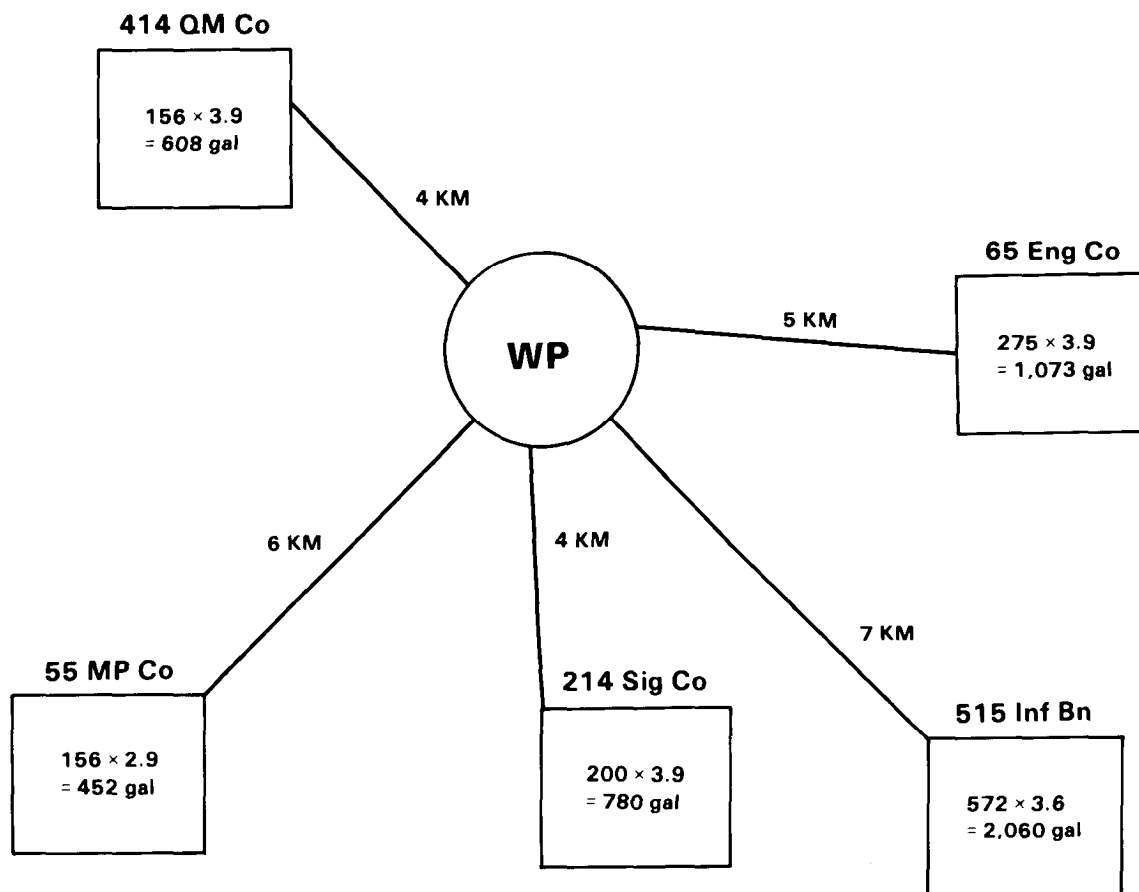 414 QM Co
156 × 3.9
= 608 gal
4 KM
65 Eng Co
5 KM
275 × 3.9
= 1,073 gal
WP
6 KM
4 KM
7 KM
55 MP Co
156 × 2.9
= 452 gal
214 Sig Co
200 × 3.9
= 780 gal
515 Inf Bn
572 × 3.6
= 2,060 gal